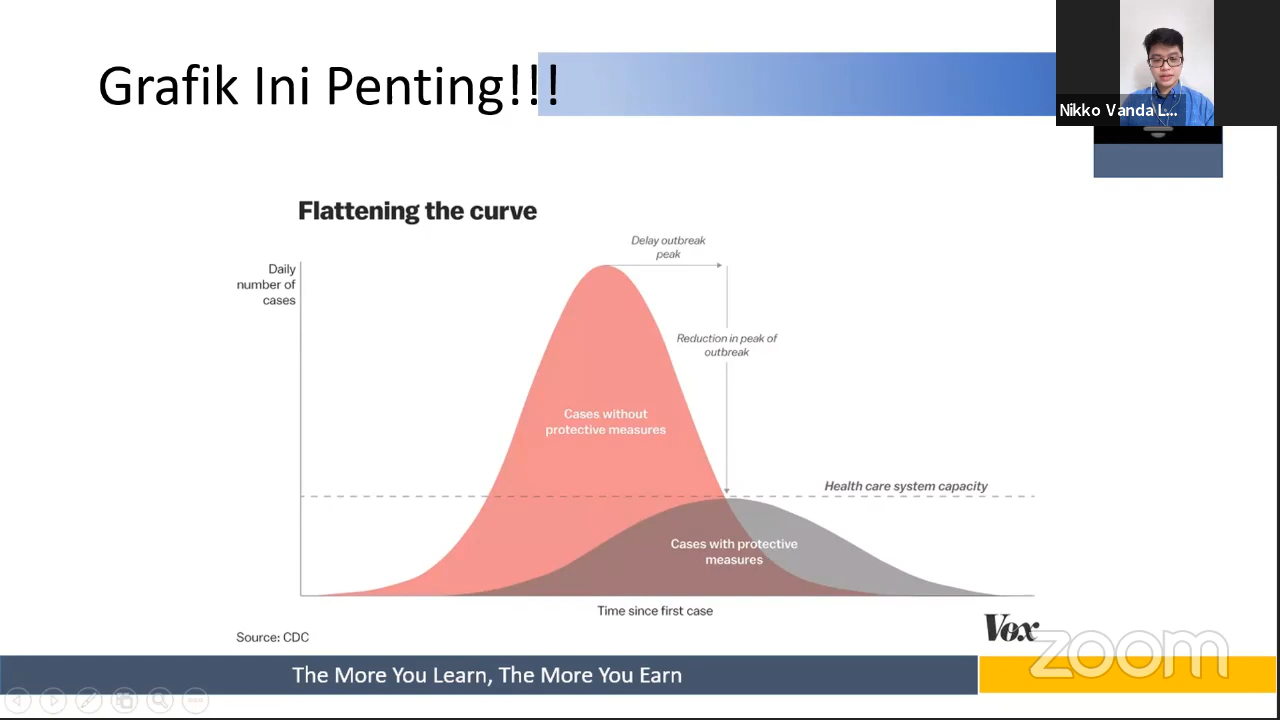 Grafik Ini Penting!!!
Nikko Vanda L...
Flattening the curve
Delay outbreak
peak
Daily
number of
cases
Reduction in peak of
outbreak
Cases without
protective measures
Health care system capacity
Cases with protective
measures
Time since first case
Source: CDC
Vox
zoom
The More You Learn, The More You Earn